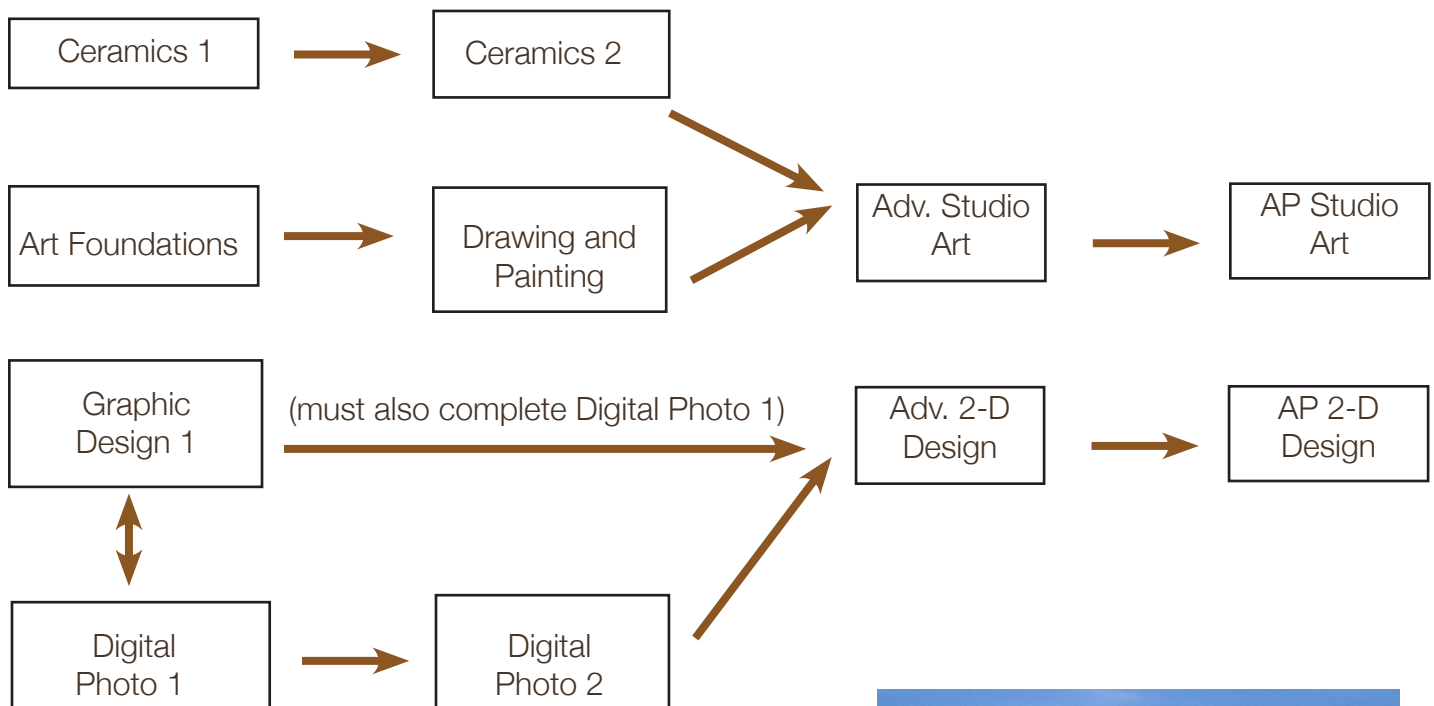 Ceramics 1
Ceramics 2
Art Foundations
Drawing and
Painting
Adv. Studio
Art
AP Studio
Art
Graphic
Design 1
(must also complete Digital Photo 1)
Adv. 2-D
Design
AP 2-D
Design
Digital
Photo 1
Digital
Photo 2